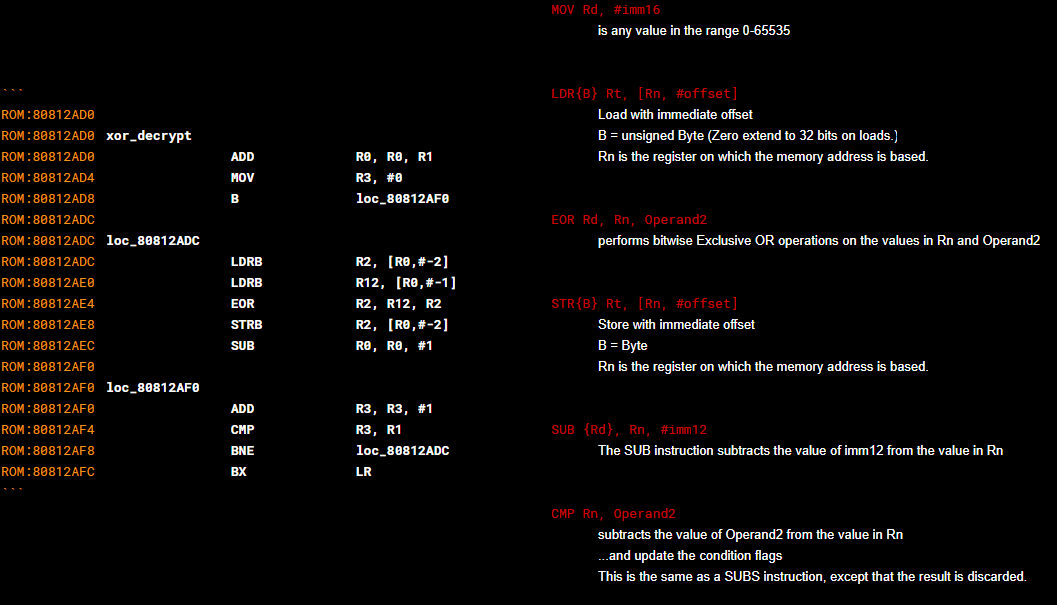 ```
ROM:80812AD0
ROM:80812AD0 xor_decrypt
ROM:80812AD0 ADD R0, R0, R1
ROM:80812AD4 MOV R3, #0
ROM:80812AD8 B loc_80812AF0
ROM:80812ADC
ROM:80812ADC loc_80812ADC
ROM:80812ADC LDRB R2, [R0,#-2]
ROM:80812AE0 LDRB R12, [R0,#-1]
ROM:80812AE4 EOR R2, R12, R2
ROM:80812AE8 STRB R2, [R0,#-2]
ROM:80812AEC SUB R0, R0, #1
ROM:80812AF0
ROM:80812AF0 loc_80812AF0
ROM:80812AF0 ADD R3, R3, #1
ROM:80812AF4 CMP R3, R1
ROM:80812AF8 BNE loc_80812ADC
ROM:80812AFC BX LR
```
MOV Rd, #imm16
is any value in the range 0-65535
LDR{B} Rt, [Rn, #offset]
Load with immediate offset
B = unsigned Byte (Zero extend to 32 bits on loads.)
Rn is the register on which the memory address is based.
EOR Rd, Rn, Operand2
performs bitwise Exclusive OR operations on the values in Rn and Operand2
STR{B} Rt, [Rn, #offset]
Store with immediate offset
B = Byte
Rn is the register on which the memory address is based.
SUB {Rd}, Rn, #imm12
The SUB instruction subtracts the value of imm12 from the value in Rn
CMP Rn, Operand2
subtracts the value of Operand2 from the value in Rn
...and update the condition flags
This is the same as a SUBS instruction, except that the result is discarded.